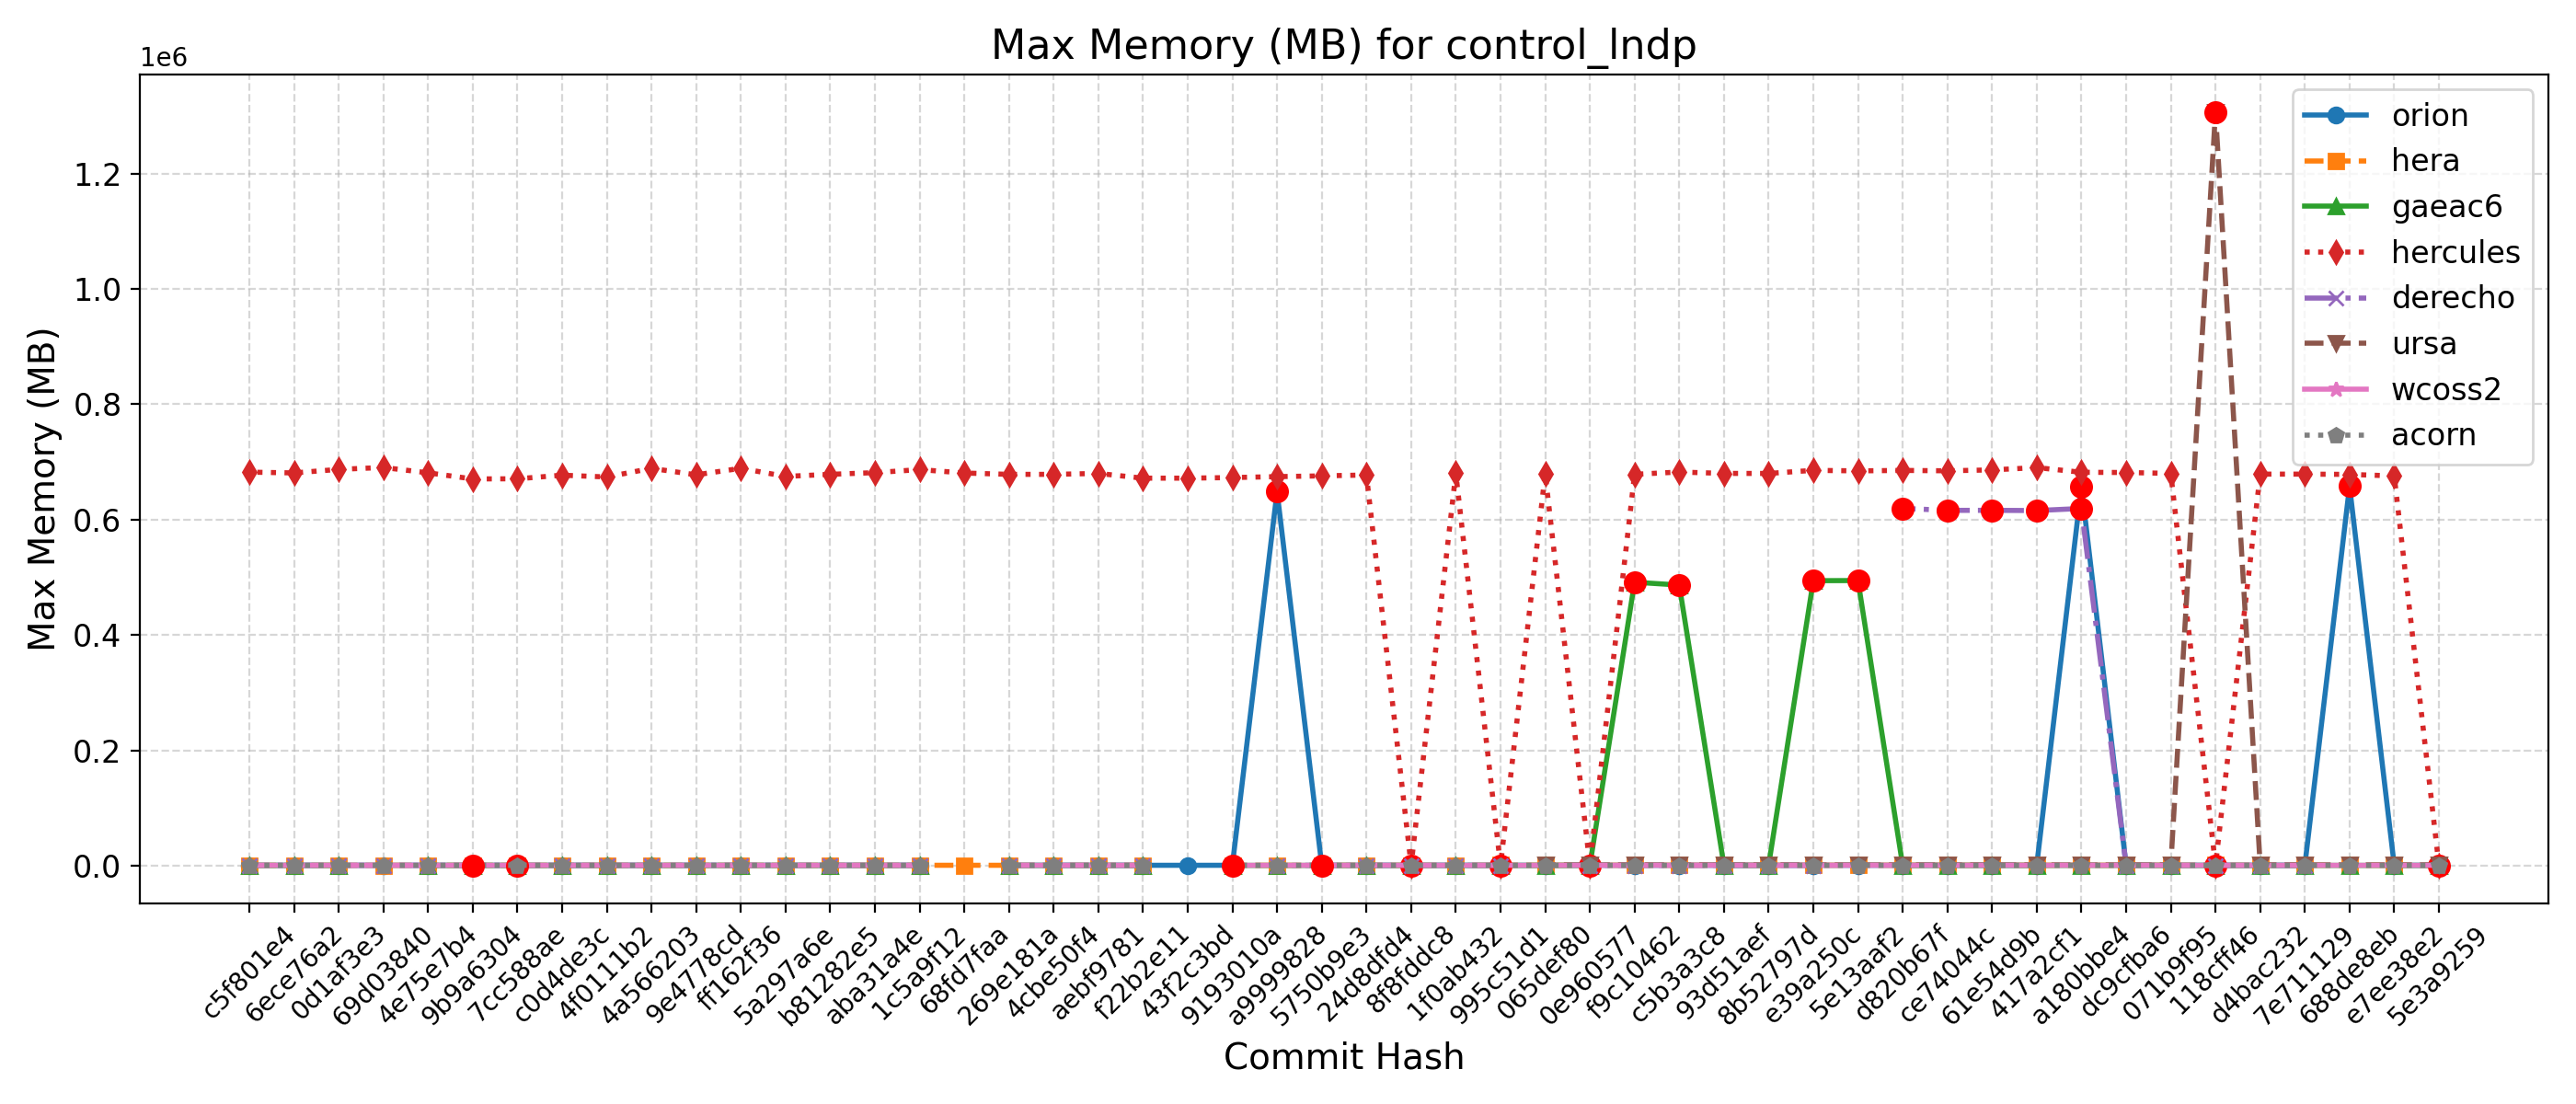 Max Memory (MB) for control_lndp
1e6
Max Memory (MB)
1.2
1.0
0.8
0.6
0.4
0.2
0.0
orion
hera
gaeac6
hercules
derecho
ursa
wcoss2
acorn
c5f801e4
6ece76a2
0d1af3e3
69d03840
4e75e7b4
9b9a6304
7cc588ae
c0d4de3c
4f0111b2
4a566203
9e4778cd
ff162f36
5a297a6e
b81282e5
aba31a4e
1c5a9f12
68fd7faa
269e181a
4cbe50f4
aebf9781
f22b2e11
43f2c3bd
9193010a
a9999828
5750b9e3
24d8dfd4
8f8fddc8
1f0ab432
995c51d1
065def80
0e960577
f9c10462
c5b3a3c8
93d51aef
8b52797d
e39a250c
5e13aaf2
d820b67f
ce74044c
61e54d9b
417a2cf1
a180bbe4
dc9cfba6
071b9f95
118cff46
d4bac232
7e711129
688de8eb
e7ee38e2
5e3a9259
Commit Hash